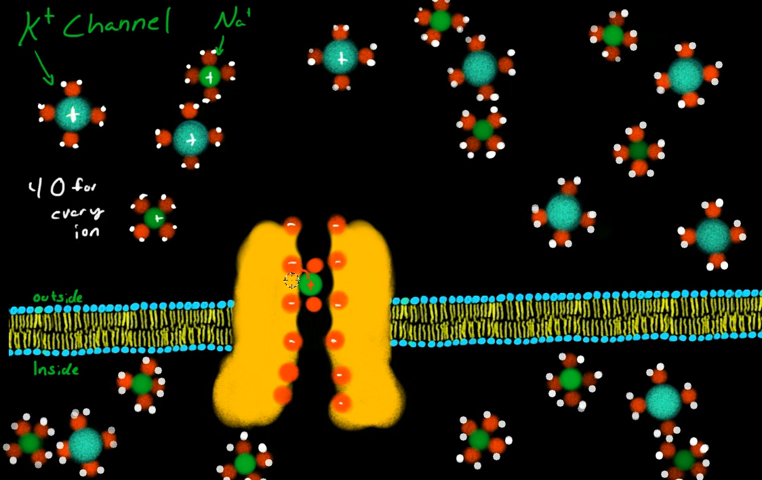 K⁺ Channel
Na⁺
4 O for
every
ion
outside
Inside